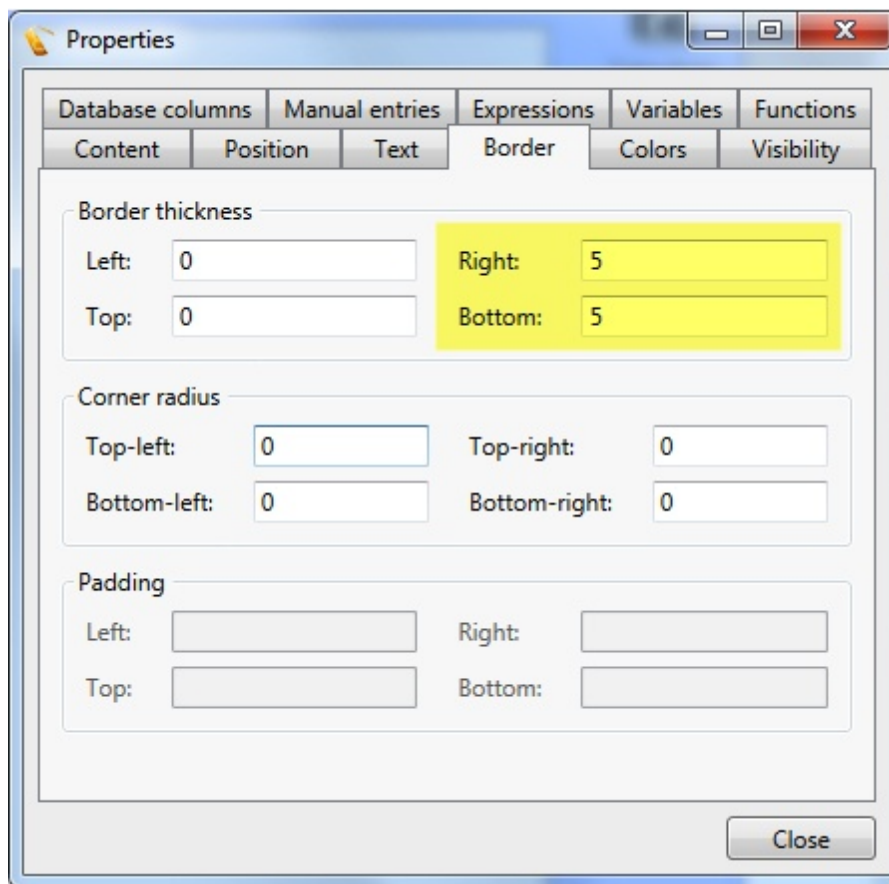 Properties
Database columns Manual entries Expressions Variables Functions
Content Position Text Border Colors Visibility
Border thickness
Left: 0 Right: 5
Top: 0 Bottom: 5
Corner radius
Top-left: 0 Top-right: 0
Bottom-left: 0 Bottom-right: 0
Padding
Left: Right:
Top: Bottom:
Close